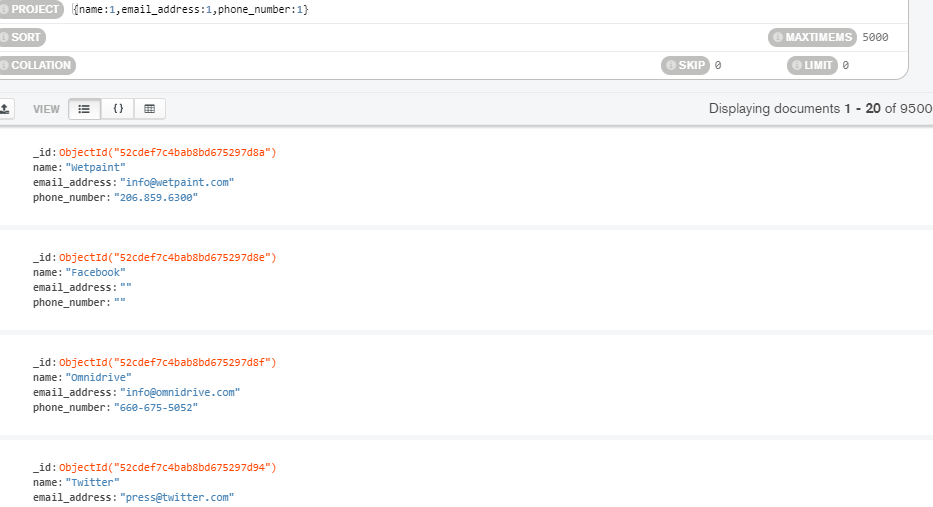 PROJECT {name:1,email_address:1,phone_number:1}
SORT MAXTIMEMS 5000
COLLATION SKIP 0 LIMIT 0
VIEW {} Displaying documents 1 - 20 of 9500
_id: ObjectId("52cdef7c4bab8bd675297d8a")
name: "Wetpaint"
email_address: "info@wetpaint.com"
phone_number: "206.859.6300"
_id: ObjectId("52cdef7c4bab8bd675297d8e")
name: "Facebook"
email_address: ""
phone_number: ""
_id: ObjectId("52cdef7c4bab8bd675297d8f")
name: "Omnidrive"
email_address: "info@omnidrive.com"
phone_number: "660-675-5052"
_id: ObjectId("52cdef7c4bab8bd675297d94")
name: "Twitter"
email_address: "press@twitter.com"